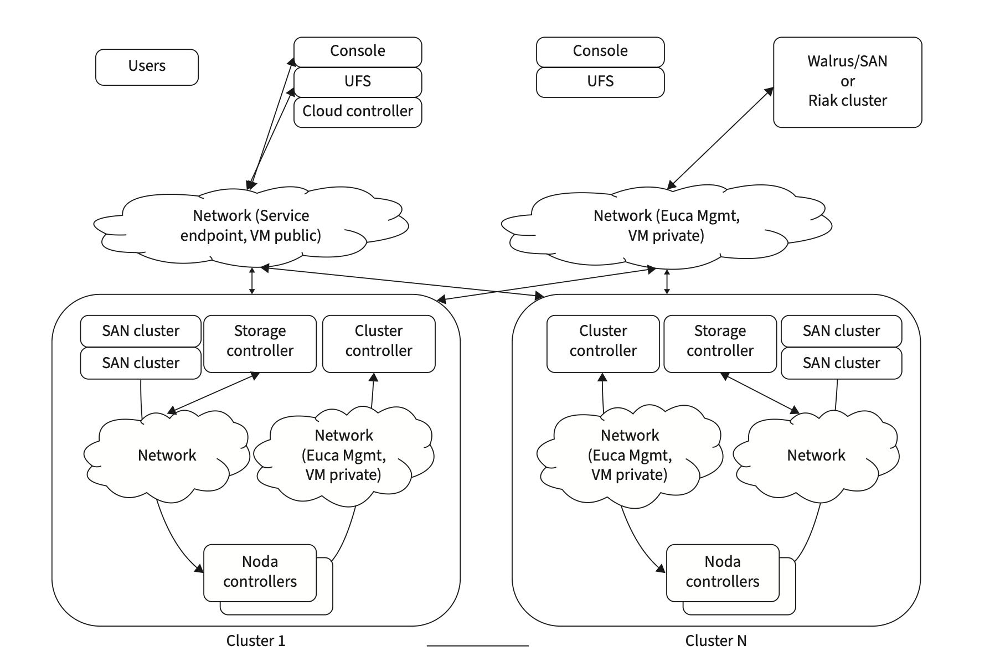 Users
Console
UFS
Cloud controller
Console
UFS
Walrus/SAN
or
Riak cluster
Network (Service
endpoint, VM public)
Network (Euca Mgmt,
VM private)
SAN cluster
SAN cluster
Storage
controller
Cluster
controller
Network
Network
(Euca Mgmt,
VM private)
Noda
controllers
Cluster 1
Cluster
controller
Storage
controller
SAN cluster
SAN cluster
Network
(Euca Mgmt,
VM private)
Network
Noda
controllers
Cluster N